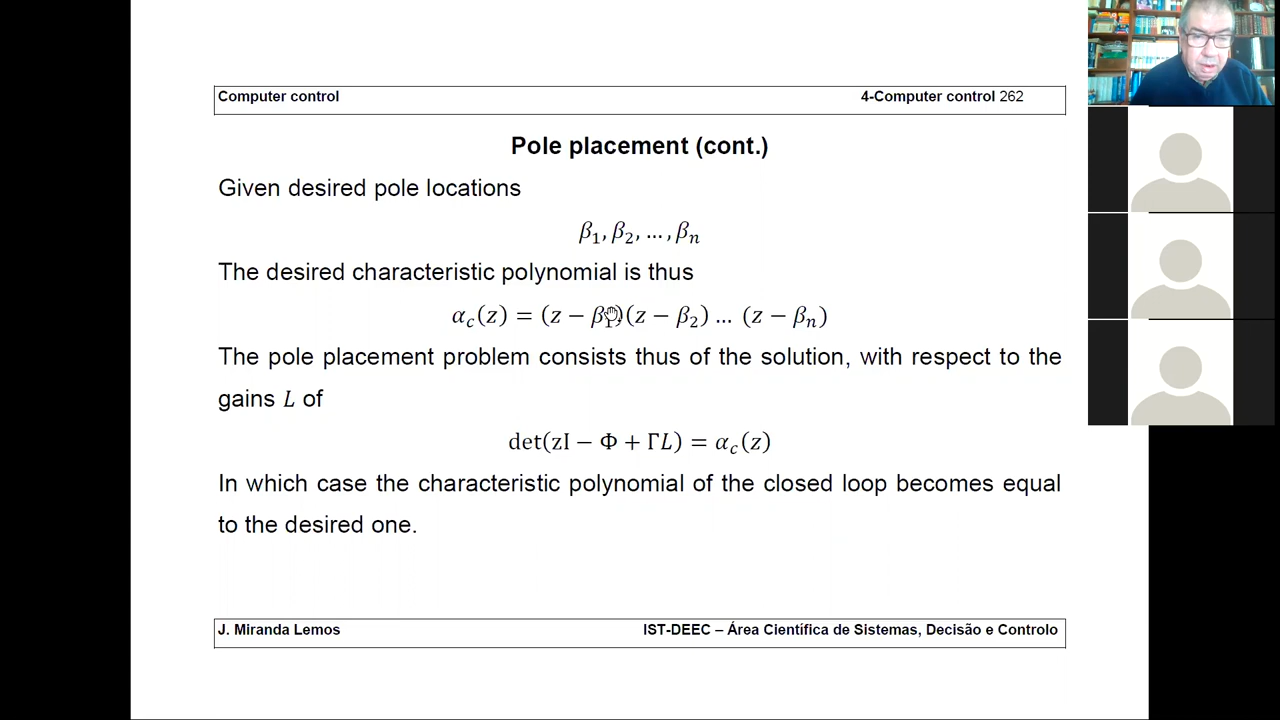 Computer control
4-Computer control 262
Pole placement (cont.)
Given desired pole locations
β₁, β₂, … , βₙ
The desired characteristic polynomial is thus
α_c(z) = (z − β₁)(z − β₂) … (z − βₙ)
The pole placement problem consists thus of the solution, with respect to the
gains L of
det(zI − Φ + ΓL) = α_c(z)
In which case the characteristic polynomial of the closed loop becomes equal
to the desired one.
J. Miranda Lemos
IST-DEEC – Área Científica de Sistemas, Decisão e Controlo